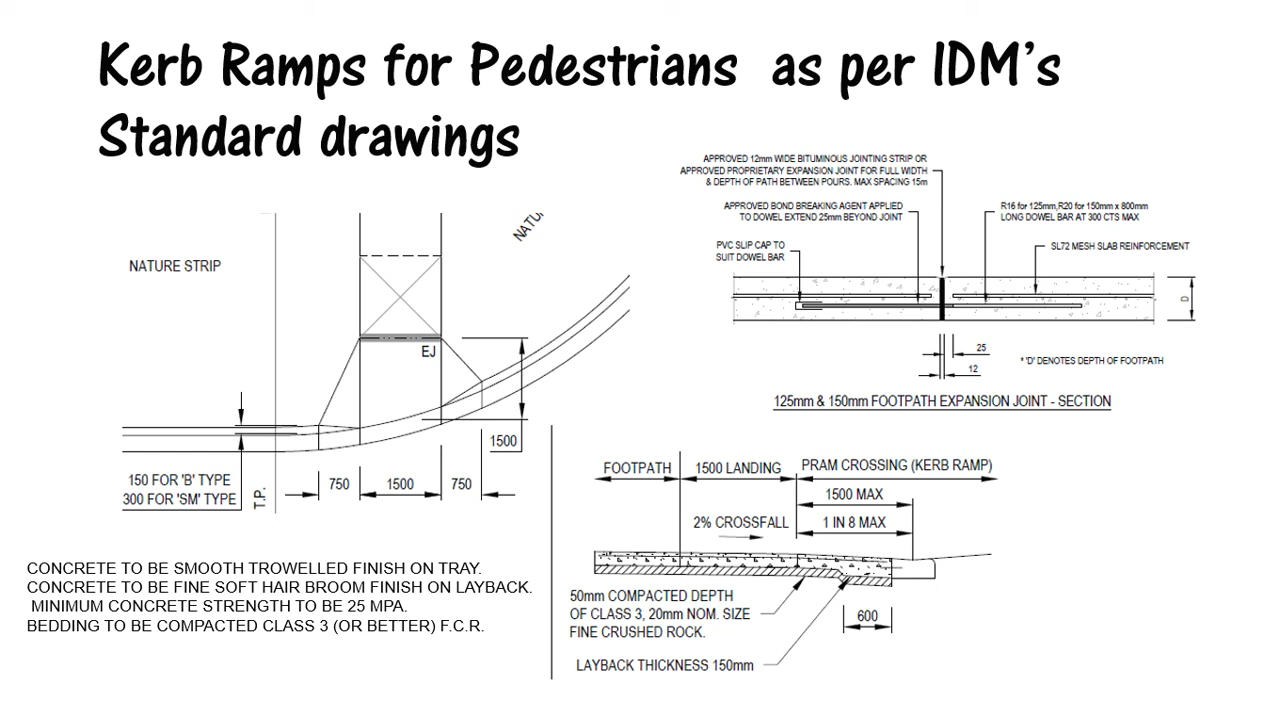 Kerb Ramps for Pedestrians as per IDM's
Standard drawings
NATURE STRIP
EJ
1500
150 FOR 'B' TYPE
300 FOR 'SM' TYPE
T.P.
750
1500
750
APPROVED 12mm WIDE BITUMINOUS JOINTING STRIP OR
APPROVED PROPRIETARY EXPANSION JOINT FOR FULL WIDTH
& DEPTH OF PATH BETWEEN POURS. MAX SPACING 15m
APPROVED BOND BREAKING AGENT APPLIED
TO DOWEL EXTEND 25mm BEYOND JOINT
R16 for 125mm,R20 for 150mm x 800mm
LONG DOWEL BAR AT 300 CTS MAX
PVC SLIP CAP TO
SUIT DOWEL BAR
SL72 MESH SLAB REINFORCEMENT
D
25
12
* 'D' DENOTES DEPTH OF FOOTPATH
125mm & 150mm FOOTPATH EXPANSION JOINT - SECTION
FOOTPATH
1500 LANDING
PRAM CROSSING (KERB RAMP)
1500 MAX
2% CROSSFALL
1 IN 8 MAX
50mm COMPACTED DEPTH
OF CLASS 3, 20mm NOM. SIZE
FINE CRUSHED ROCK.
600
LAYBACK THICKNESS 150mm
CONCRETE TO BE SMOOTH TROWELLED FINISH ON TRAY.
CONCRETE TO BE FINE SOFT HAIR BROOM FINISH ON LAYBACK.
MINIMUM CONCRETE STRENGTH TO BE 25 MPA.
BEDDING TO BE COMPACTED CLASS 3 (OR BETTER) F.C.R.